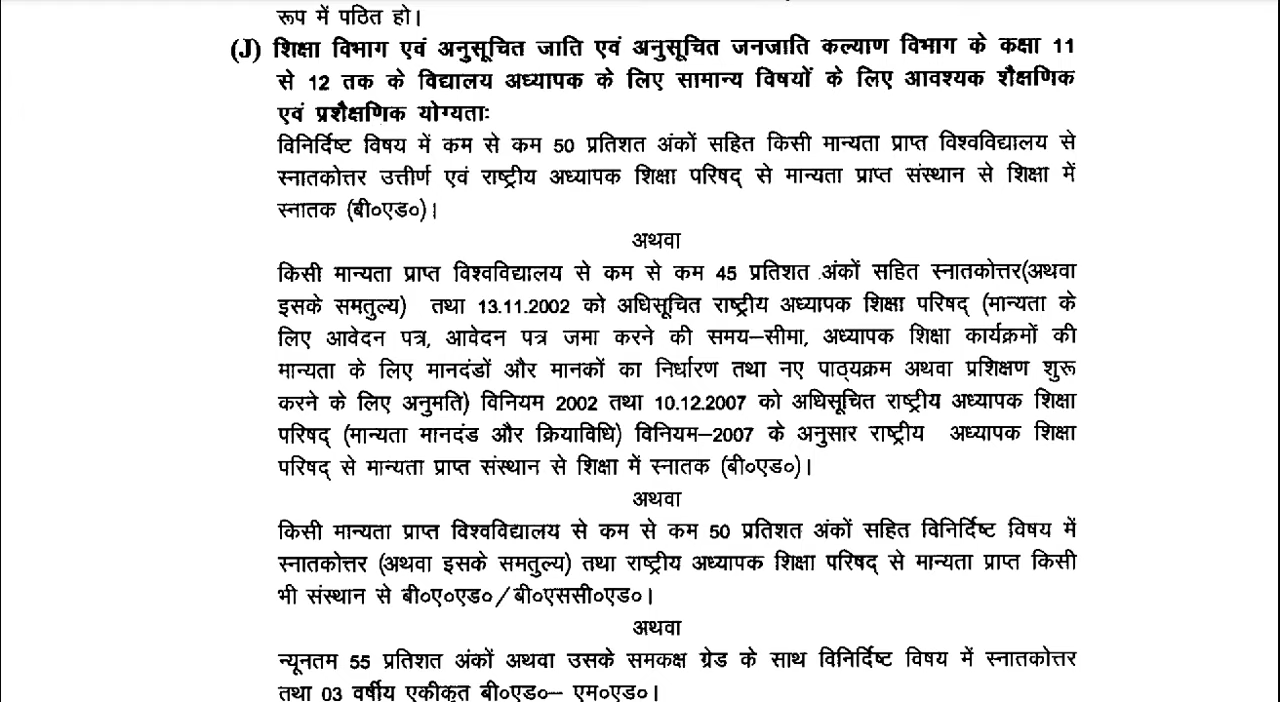 रूप में पठित हो।
(J) शिक्षा विभाग एवं अनुसूचित जाति एवं अनुसूचित जनजाति कल्याण विभाग के कक्षा 11
से 12 तक के विद्यालय अध्यापक के लिए सामान्य विषयों के लिए आवश्यक शैक्षणिक
एवं प्रशैक्षणिक योग्यताः
विनिर्दिष्ट विषय में कम से कम 50 प्रतिशत अंकों सहित किसी मान्यता प्राप्त विश्वविद्यालय से
स्नातकोत्तर उत्तीर्ण एवं राष्ट्रीय अध्यापक शिक्षा परिषद् से मान्यता प्राप्त संस्थान से शिक्षा में
स्नातक (बी०एड०)।
अथवा
किसी मान्यता प्राप्त विश्वविद्यालय से कम से कम 45 प्रतिशत अंकों सहित स्नातकोत्तर(अथवा
इसके समतुल्य) तथा 13.11.2002 को अधिसूचित राष्ट्रीय अध्यापक शिक्षा परिषद् (मान्यता के
लिए आवेदन पत्र, आवेदन पत्र जमा करने की समय–सीमा, अध्यापक शिक्षा कार्यक्रमों की
मान्यता के लिए मानदंडों और मानकों का निर्धारण तथा नए पाठ्यक्रम अथवा प्रशिक्षण शुरू
करने के लिए अनुमति) विनियम 2002 तथा 10.12.2007 को अधिसूचित राष्ट्रीय अध्यापक शिक्षा
परिषद् (मान्यता मानदंड और क्रियाविधि) विनियम–2007 के अनुसार राष्ट्रीय अध्यापक शिक्षा
परिषद् से मान्यता प्राप्त संस्थान से शिक्षा में स्नातक (बी०एड०)।
अथवा
किसी मान्यता प्राप्त विश्वविद्यालय से कम से कम 50 प्रतिशत अंकों सहित विनिर्दिष्ट विषय में
स्नातकोत्तर (अथवा इसके समतुल्य) तथा राष्ट्रीय अध्यापक शिक्षा परिषद् से मान्यता प्राप्त किसी
भी संस्थान से बी०ए०एड०/बी०एससी०एड०।
अथवा
न्यूनतम 55 प्रतिशत अंकों अथवा उसके समकक्ष ग्रेड के साथ विनिर्दिष्ट विषय में स्नातकोत्तर
तथा 03 वर्षीय एकीकृत बी०एड०– एम०एड०।